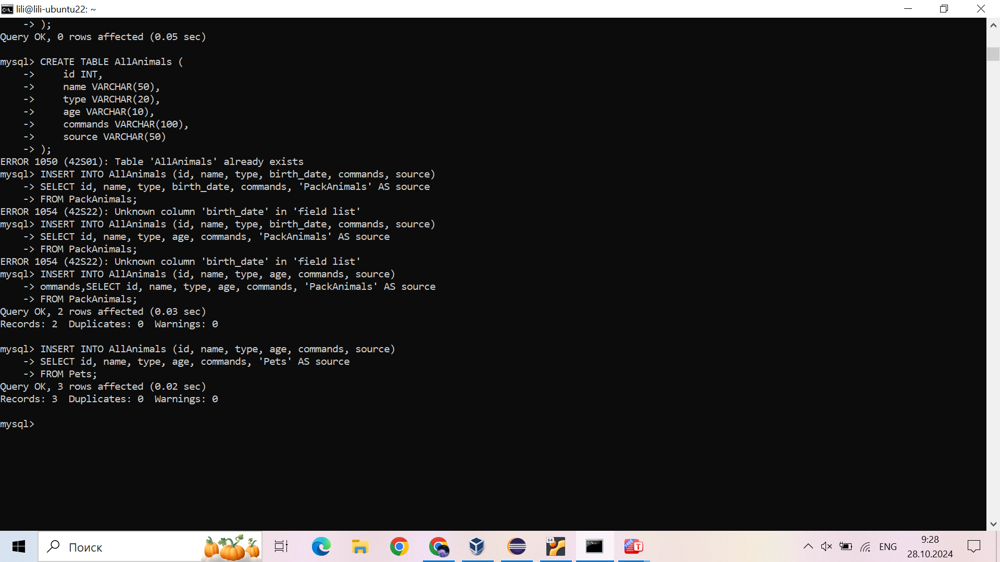 lili@lili-ubuntu22: ~
    -> );
Query OK, 0 rows affected (0.05 sec)

mysql> CREATE TABLE AllAnimals (
    ->     id INT,
    ->     name VARCHAR(50),
    ->     type VARCHAR(20),
    ->     age VARCHAR(10),
    ->     commands VARCHAR(100),
    ->     source VARCHAR(50)
    -> );
ERROR 1050 (42S01): Table 'AllAnimals' already exists
mysql> INSERT INTO AllAnimals (id, name, type, birth_date, commands, source)
    -> SELECT id, name, type, birth_date, commands, 'PackAnimals' AS source
    -> FROM PackAnimals;
ERROR 1054 (42S22): Unknown column 'birth_date' in 'field list'
mysql> INSERT INTO AllAnimals (id, name, type, birth_date, commands, source)
    -> SELECT id, name, type, age, commands, 'PackAnimals' AS source
    -> FROM PackAnimals;
ERROR 1054 (42S22): Unknown column 'birth_date' in 'field list'
mysql> INSERT INTO AllAnimals (id, name, type, age, commands, source)
    -> ommands,SELECT id, name, type, age, commands, 'PackAnimals' AS source
    -> FROM PackAnimals;
Query OK, 2 rows affected (0.03 sec)
Records: 2  Duplicates: 0  Warnings: 0

mysql> INSERT INTO AllAnimals (id, name, type, age, commands, source)
    -> SELECT id, name, type, age, commands, 'Pets' AS source
    -> FROM Pets;
Query OK, 3 rows affected (0.02 sec)
Records: 3  Duplicates: 0  Warnings: 0

mysql>
Поиск
64
FREE
T
ENG
9:28
28.10.2024